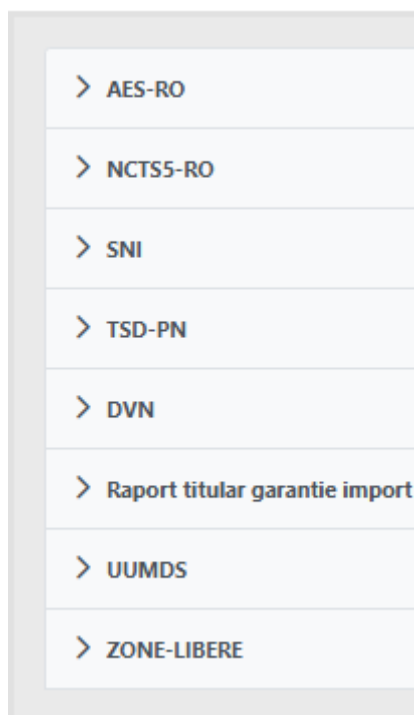 AES-RO
NCTS5-RO
SNI
TSD-PN
DVN
Raport titular garantie import
UUMDS
ZONE-LIBERE